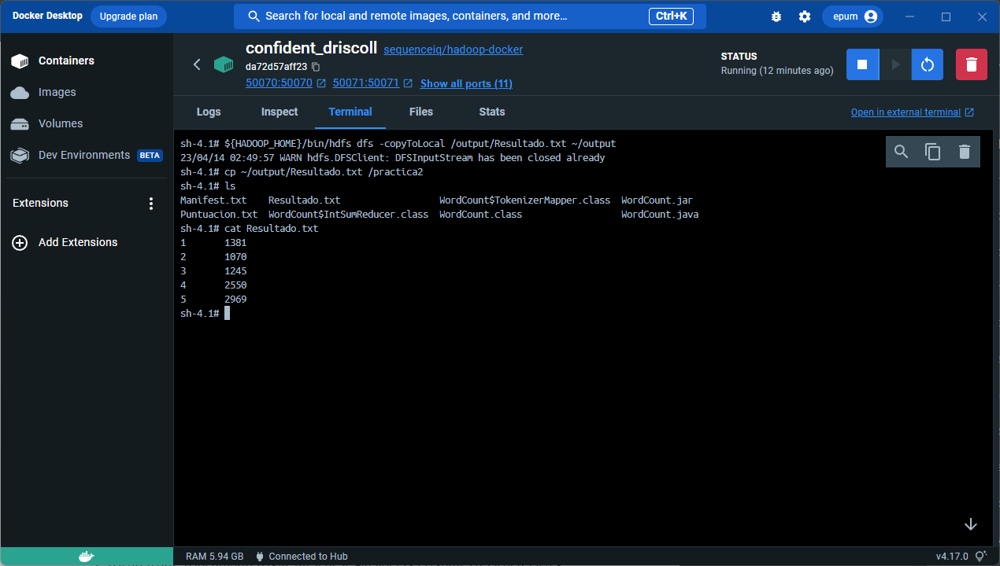 Docker Desktop Upgrade plan Search for local and remote images, containers, and more... Ctrl+K epum
Containers
Images
Volumes
Dev Environments BETA
Extensions
Add Extensions
confident_driscoll sequenceiq/hadoop-docker
da72d57aff23
50070:50070 50071:50071 Show all ports (11)
STATUS
Running (12 minutes ago)
Logs Inspect Terminal Files Stats Open in external terminal
sh-4.1# ${HADOOP_HOME}/bin/hdfs dfs -copyToLocal /output/Resultado.txt ~/output
23/04/14 02:49:57 WARN hdfs.DFSClient: DFSInputStream has been closed already
sh-4.1# cp ~/output/Resultado.txt /practica2
sh-4.1# ls
Manifest.txt Resultado.txt WordCount$TokenizerMapper.class WordCount.jar
Puntuacion.txt WordCount$IntSumReducer.class WordCount.class WordCount.java
sh-4.1# cat Resultado.txt
1 1381
2 1070
3 1245
4 2550
5 2969
sh-4.1#
RAM 5.94 GB Connected to Hub v4.17.0